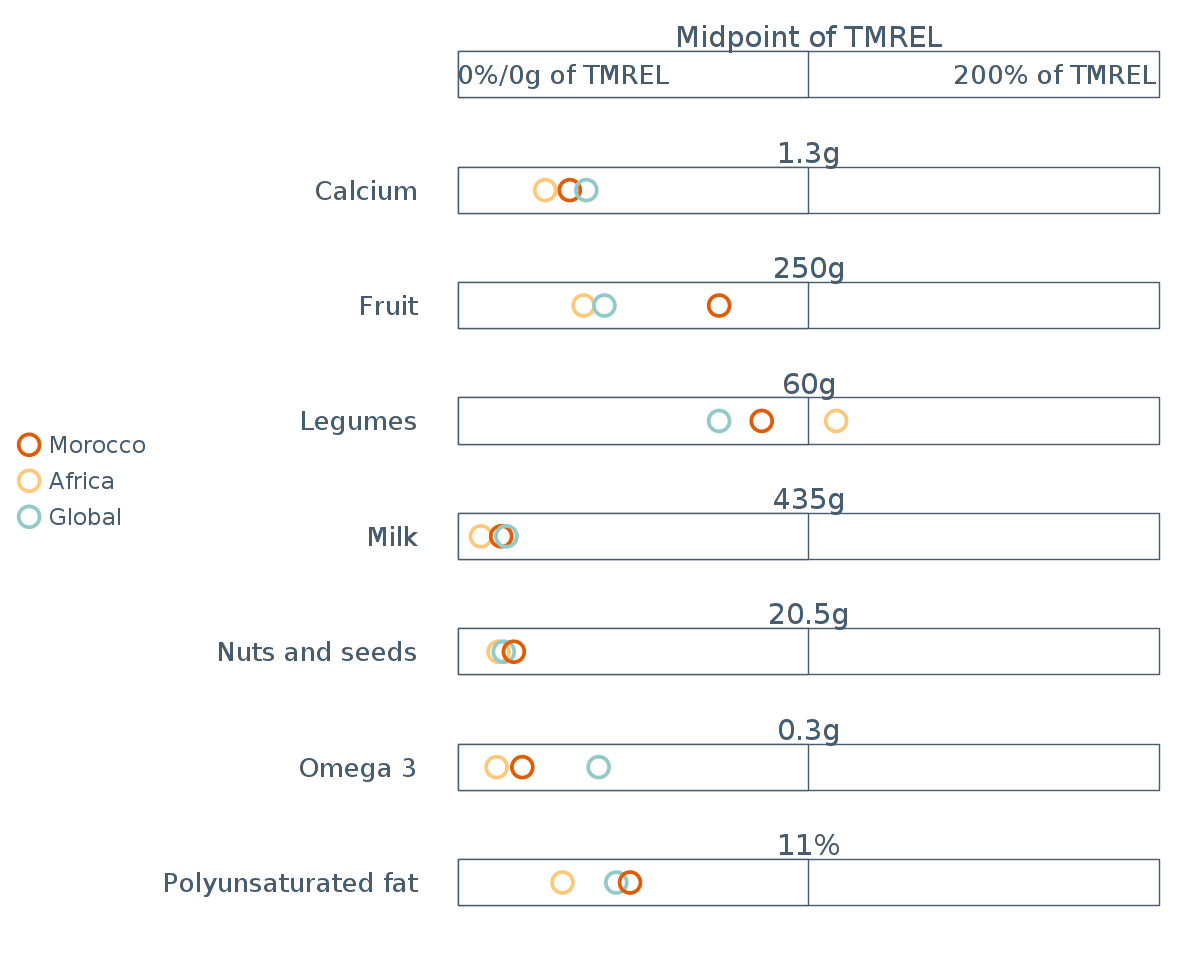 Midpoint of TMREL
0%/0g of TMREL
200% of TMREL
1.3g
Calcium
250g
Fruit
60g
Legumes
Morocco
Africa
Global
435g
Milk
20.5g
Nuts and seeds
0.3g
Omega 3
11%
Polyunsaturated fat